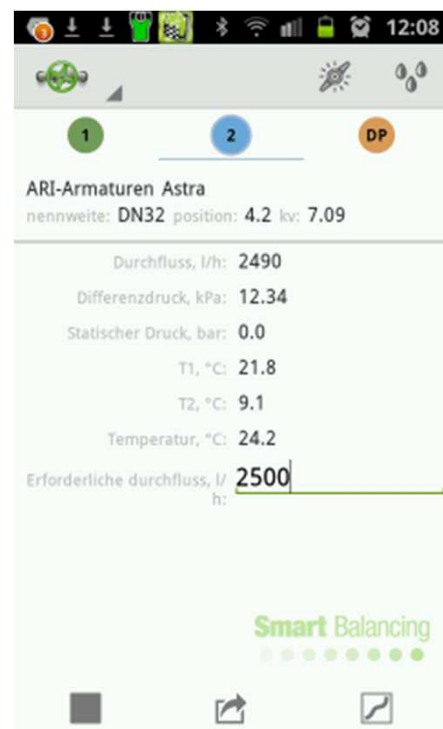 12:08
1 2 DP
ARI-Armaturen Astra
nennweite: DN32 position: 4.2 kv: 7.09
Durchfluss, l/h: 2490
Differenzdruck, kPa: 12.34
Statischer Druck, bar: 0.0
T1, °C: 21.8
T2, °C: 9.1
Temperatur, °C: 24.2
Erforderliche durchfluss, l/
h: 2500
Smart Balancing